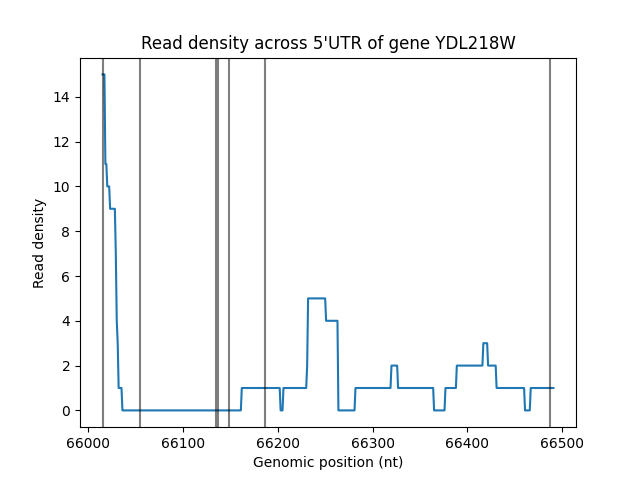 Read density across 5'UTR of gene YDL218W
14
12
10
8
6
4
2
0
Read density
66000 66100 66200 66300 66400 66500
Genomic position (nt)